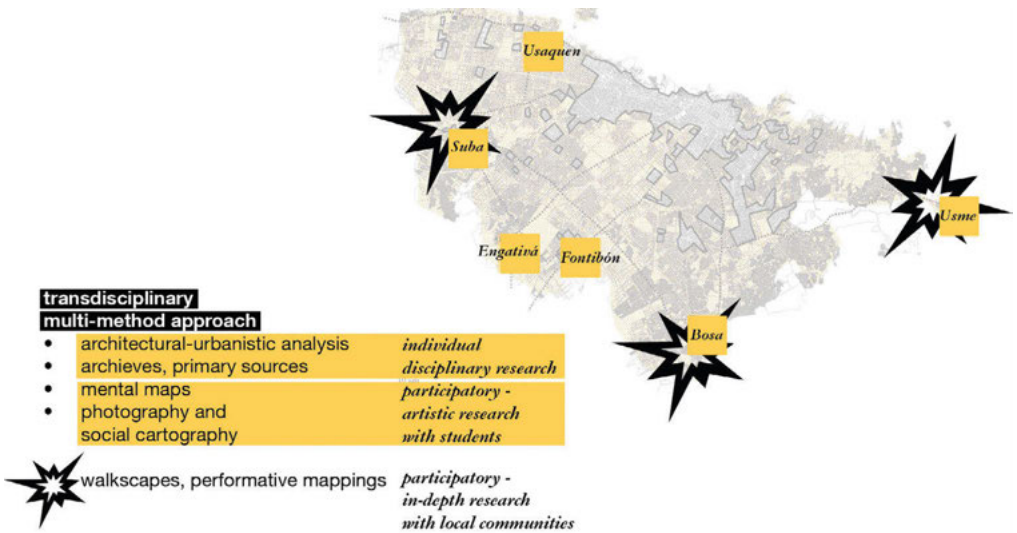 Usaquen
Suba
Usme
Engativá
Fontibón
Bosa
transdisciplinary
multi-method approach
• architectural-urbanistic analysis individual
• archieves, primary sources disciplinary research
• mental maps participatory -
• photography and artistic research
social cartography with students
walkscapes, performative mappings participatory -
in-depth research
with local communities